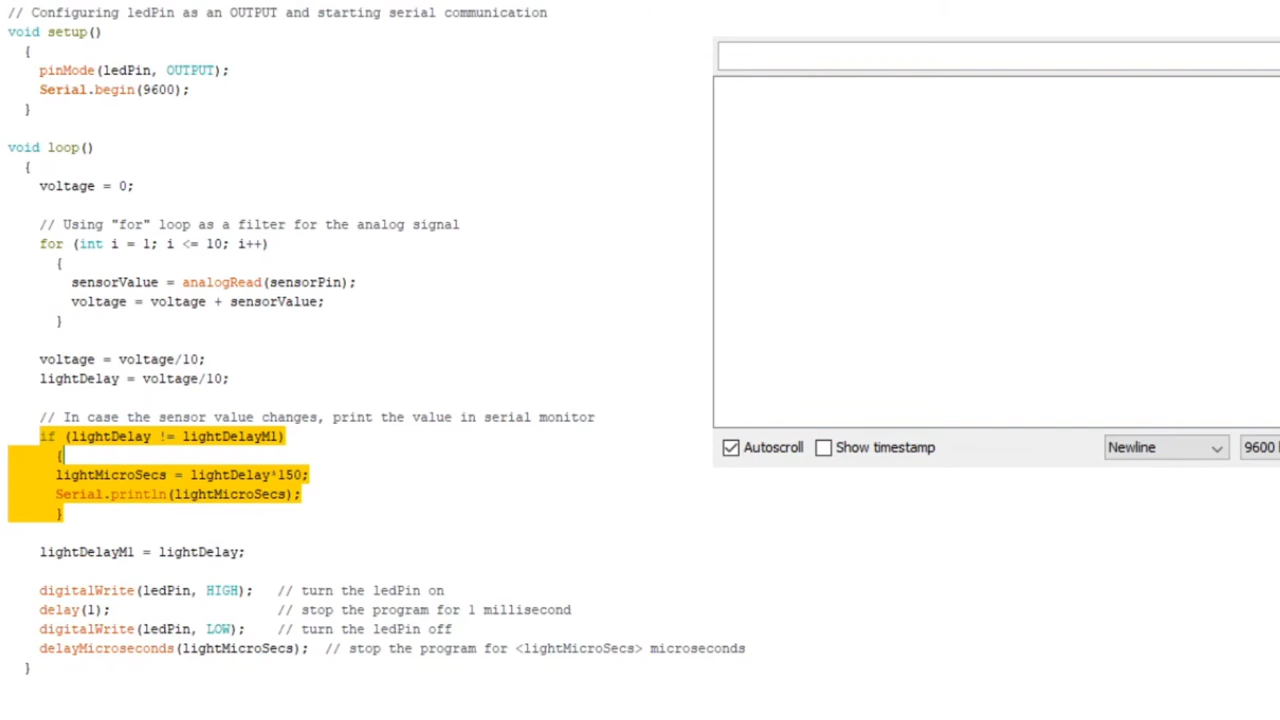 // Configuring ledPin as an OUTPUT and starting serial communication
void setup()
{
pinMode(ledPin, OUTPUT);
Serial.begin(9600);
}
void loop()
{
voltage = 0;
// Using "for" loop as a filter for the analog signal
for (int i = 1; i <= 10; i++)
{
sensorValue = analogRead(sensorPin);
voltage = voltage + sensorValue;
}
voltage = voltage/10;
lightDelay = voltage/10;
// In case the sensor value changes, print the value in serial monitor
if (lightDelay != lightDelayM1)
{
lightMicroSecs = lightDelay*150;
Serial.println(lightMicroSecs);
}
lightDelayM1 = lightDelay;
digitalWrite(ledPin, HIGH); // turn the ledPin on
delay(1); // stop the program for 1 millisecond
digitalWrite(ledPin, LOW); // turn the ledPin off
delayMicroseconds(lightMicroSecs); // stop the program for <lightMicroSecs> microseconds
}
Autoscroll Show timestamp Newline 9600